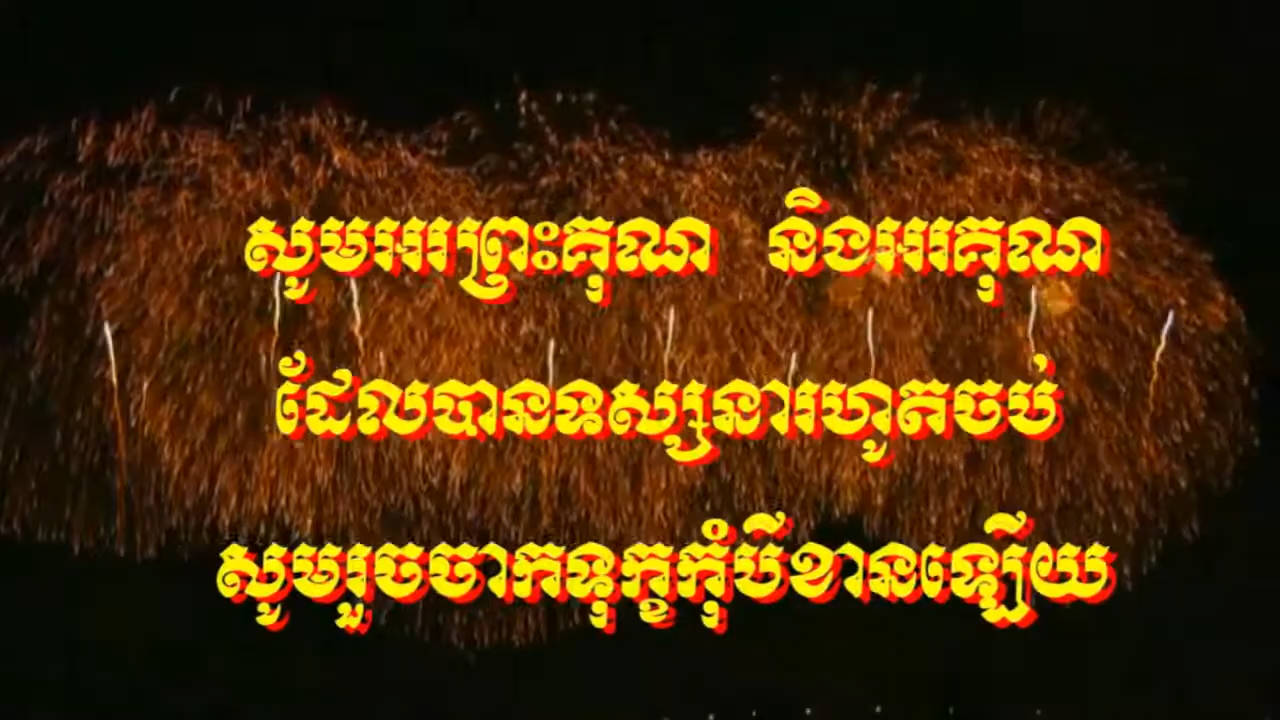 សូមអរព្រះគុណ និងអរគុណ
ដែលបានទស្សនារហូតចប់
សូមរួចចាកទុក្ខកុំបីខានឡើយ